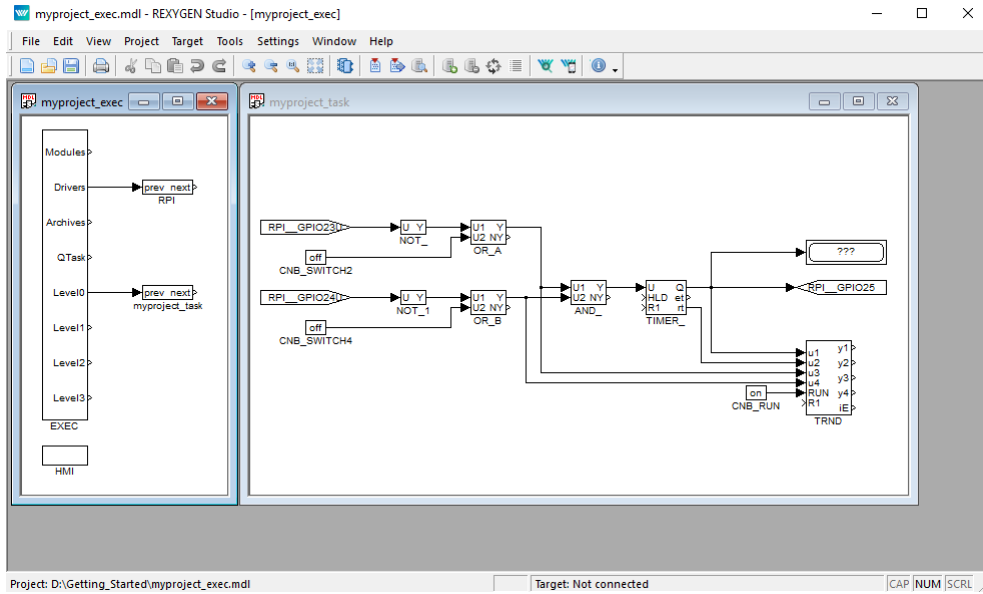 myproject_exec.mdl - REXYGEN Studio - [myproject_exec]
File Edit View Project Target Tools Settings Window Help
myproject_exec
Modules
Drivers
prev next
RPI
Archives
QTask
Level0
prev next
myproject_task
Level1
Level2
Level3
EXEC
HMI
myproject_task
RPI__GPIO23U
U Y
NOT_
U1 Y
U2 NY
OR_A
off
CNB_SWITCH2
RPI__GPIO24U
U Y
NOT_1
U1 Y
U2 NY
OR_B
off
CNB_SWITCH4
U1 Y
U2 NY
AND_
U Q
HLD et
R1 rt
TIMER_
???
RPI__GPIO25
on
CNB_RUN
u1 y1
u2 y2
u3 y3
u4
RUN y4
R1 iE
TRND
Project: D:\Getting_Started\myproject_exec.mdl
Target: Not connected
CAP NUM SCRL